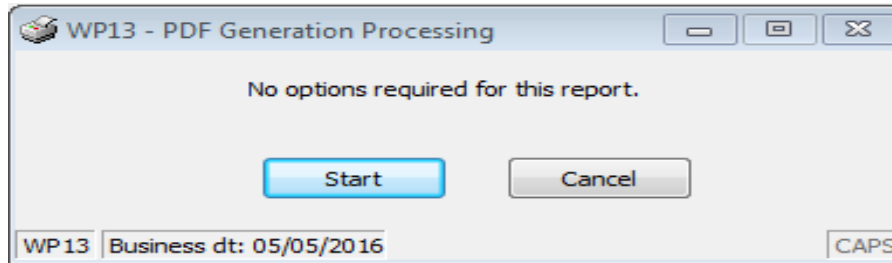 WP13 - PDF Generation Processing
No options required for this report.
Start Cancel
WP13 Business dt: 05/05/2016 CAPS